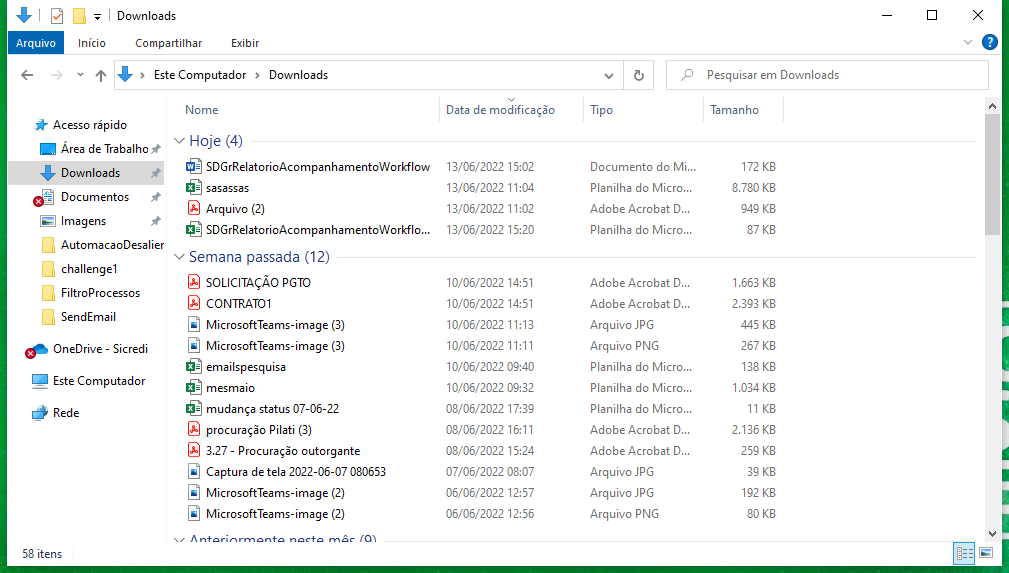 Downloads
Arquivo Início Compartilhar Exibir
Este Computador > Downloads Pesquisar em Downloads
Nome Data de modificação Tipo Tamanho
Acesso rápido
Área de Trabalho
Downloads
Documentos
Imagens
AutomacaoDesalier
challenge1
FiltroProcessos
SendEmail
OneDrive - Sicredi
Este Computador
Rede
Hoje (4)
SDGrRelatorioAcompanhamentoWorkflow 13/06/2022 15:02 Documento do Mi... 172 KB
sasassas 13/06/2022 11:04 Planilha do Micro... 8.780 KB
Arquivo (2) 13/06/2022 11:02 Adobe Acrobat D... 949 KB
SDGrRelatorioAcompanhamentoWorkflo... 13/06/2022 15:20 Planilha do Micro... 87 KB
Semana passada (12)
SOLICITAÇÃO PGTO 10/06/2022 14:51 Adobe Acrobat D... 1.663 KB
CONTRATO1 10/06/2022 14:51 Adobe Acrobat D... 2.393 KB
MicrosoftTeams-image (3) 10/06/2022 11:13 Arquivo JPG 445 KB
MicrosoftTeams-image (3) 10/06/2022 11:11 Arquivo PNG 267 KB
emailspesquisa 10/06/2022 09:40 Planilha do Micro... 138 KB
mesmaio 10/06/2022 09:32 Planilha do Micro... 1.034 KB
mudança status 07-06-22 08/06/2022 17:39 Planilha do Micro... 11 KB
procuração Pilati (3) 08/06/2022 16:11 Adobe Acrobat D... 2.136 KB
3.27 - Procuração outorgante 08/06/2022 15:24 Adobe Acrobat D... 259 KB
Captura de tela 2022-06-07 080653 07/06/2022 08:07 Arquivo JPG 39 KB
MicrosoftTeams-image (2) 06/06/2022 12:57 Arquivo JPG 192 KB
MicrosoftTeams-image (2) 06/06/2022 12:56 Arquivo PNG 80 KB
Anteriormente neste mês (9)
58 itens